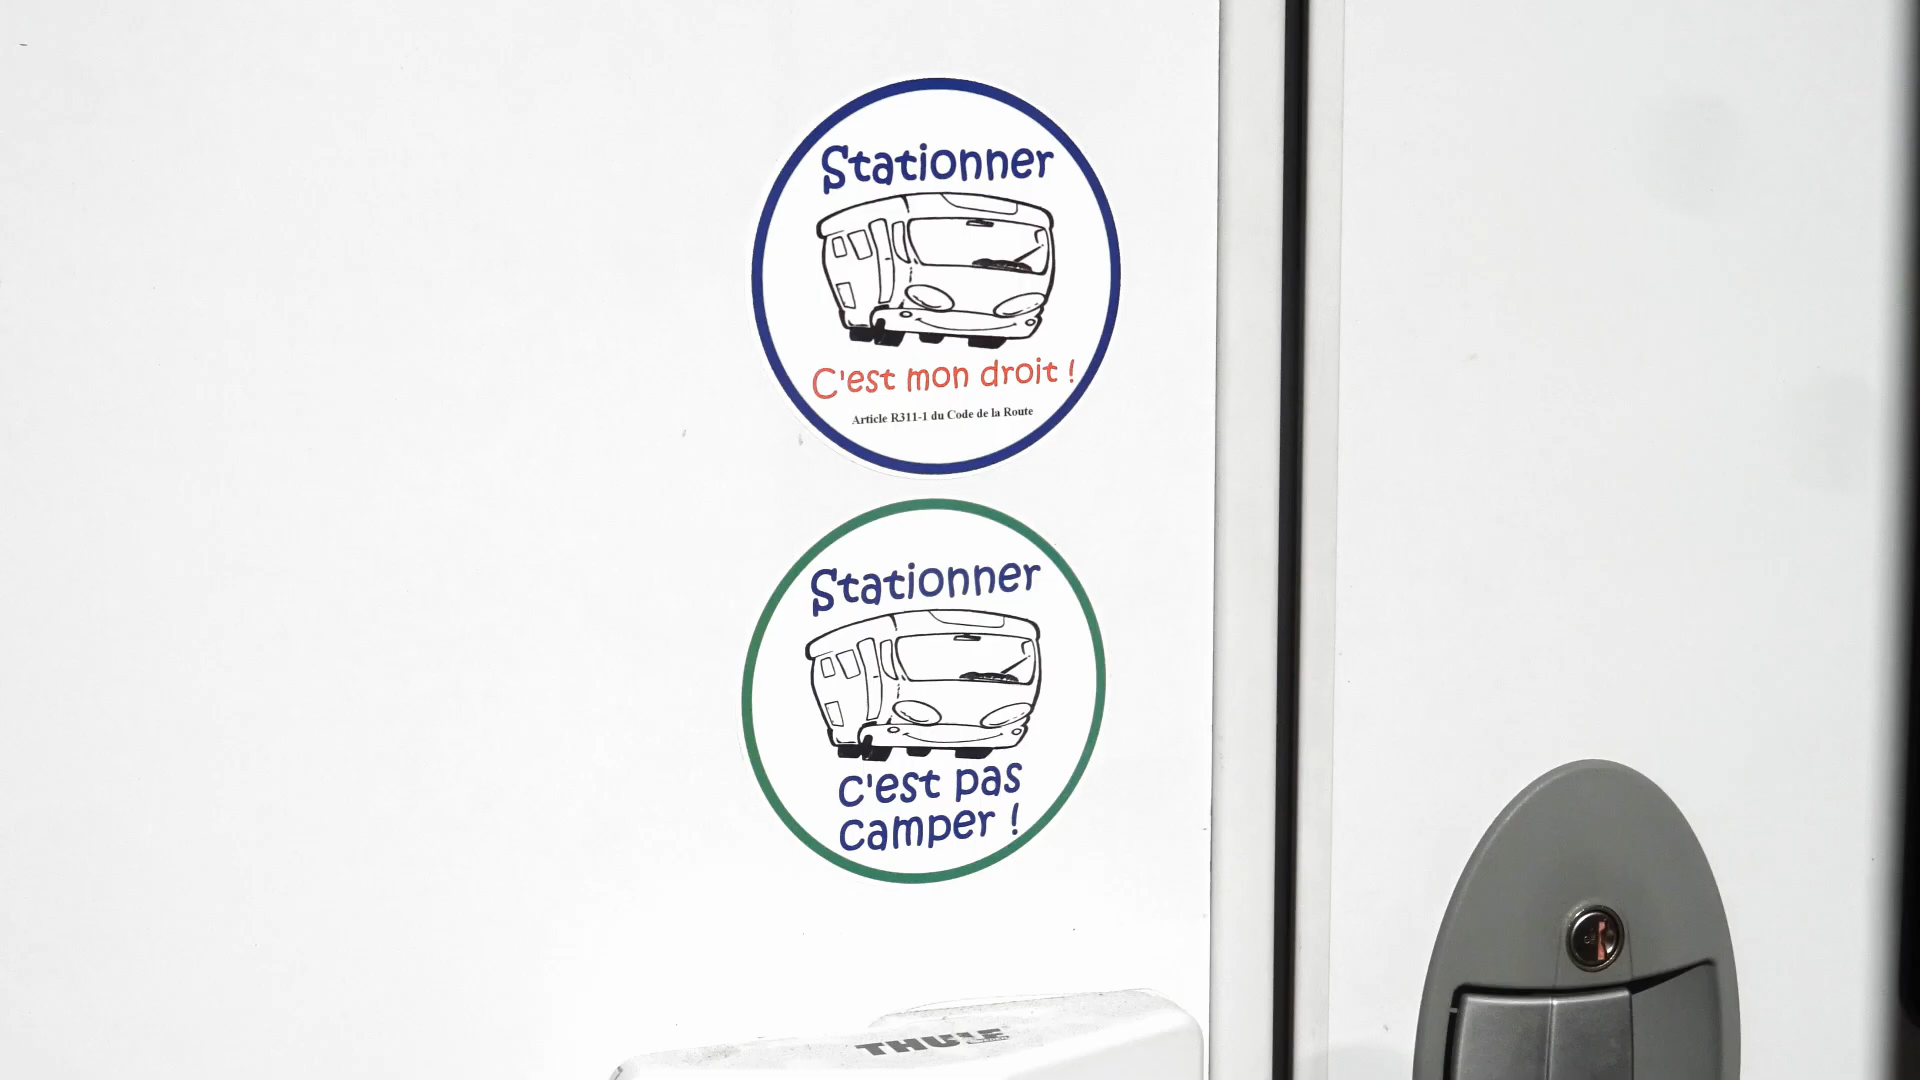 Stationner
C'est mon droit !
Article R311-1 du Code de la Route
Stationner
C'est pas
camper !
THULE